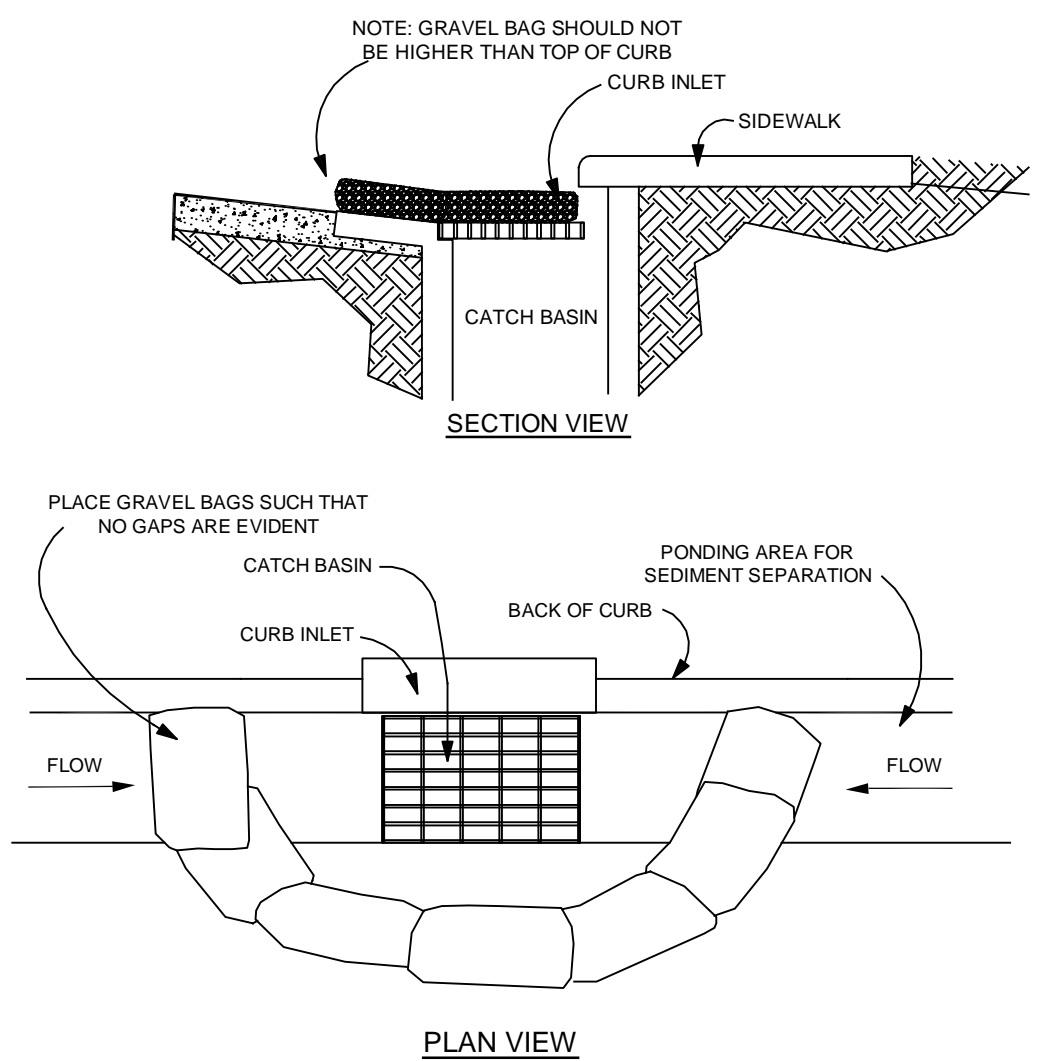 NOTE: GRAVEL BAG SHOULD NOT
BE HIGHER THAN TOP OF CURB
CURB INLET
SIDEWALK
CATCH BASIN
SECTION VIEW
PLACE GRAVEL BAGS SUCH THAT
NO GAPS ARE EVIDENT
CATCH BASIN
PONDING AREA FOR
SEDIMENT SEPARATION
BACK OF CURB
CURB INLET
FLOW
FLOW
PLAN VIEW